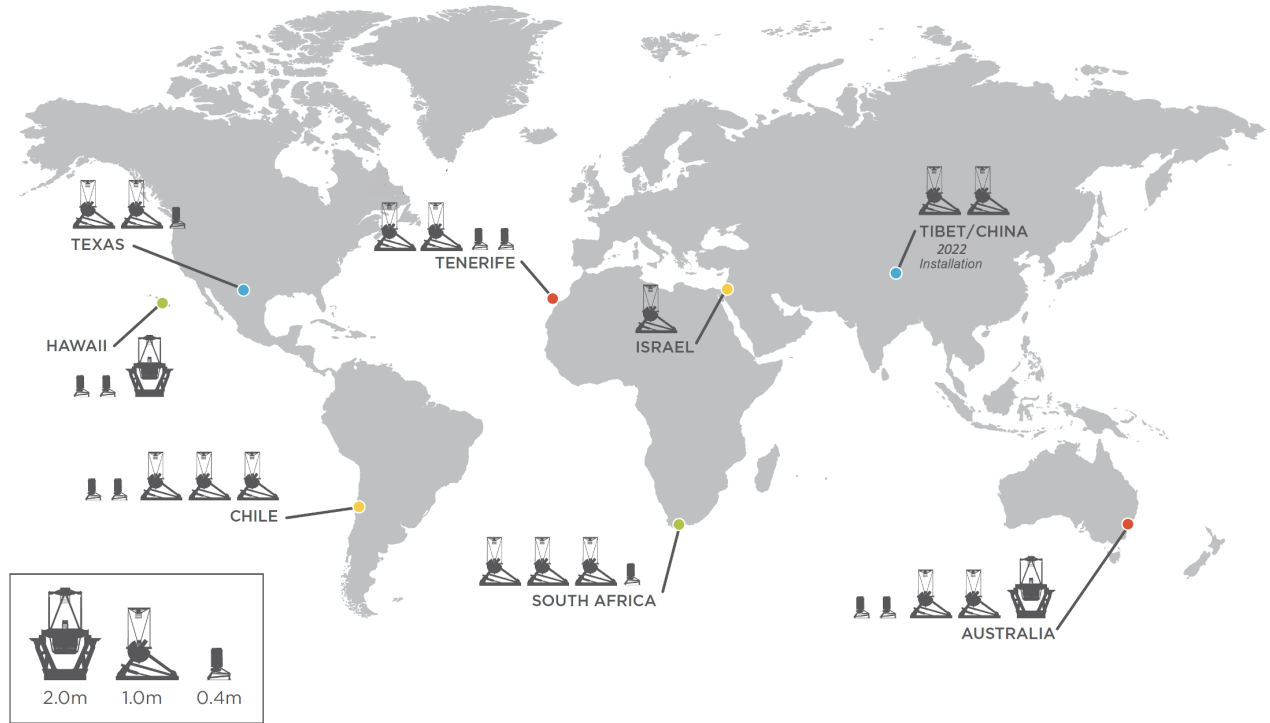 TEXAS
TENERIFE
TIBET/CHINA
2022
Installation
HAWAII
ISRAEL
CHILE
SOUTH AFRICA
AUSTRALIA
2.0m
1.0m
0.4m